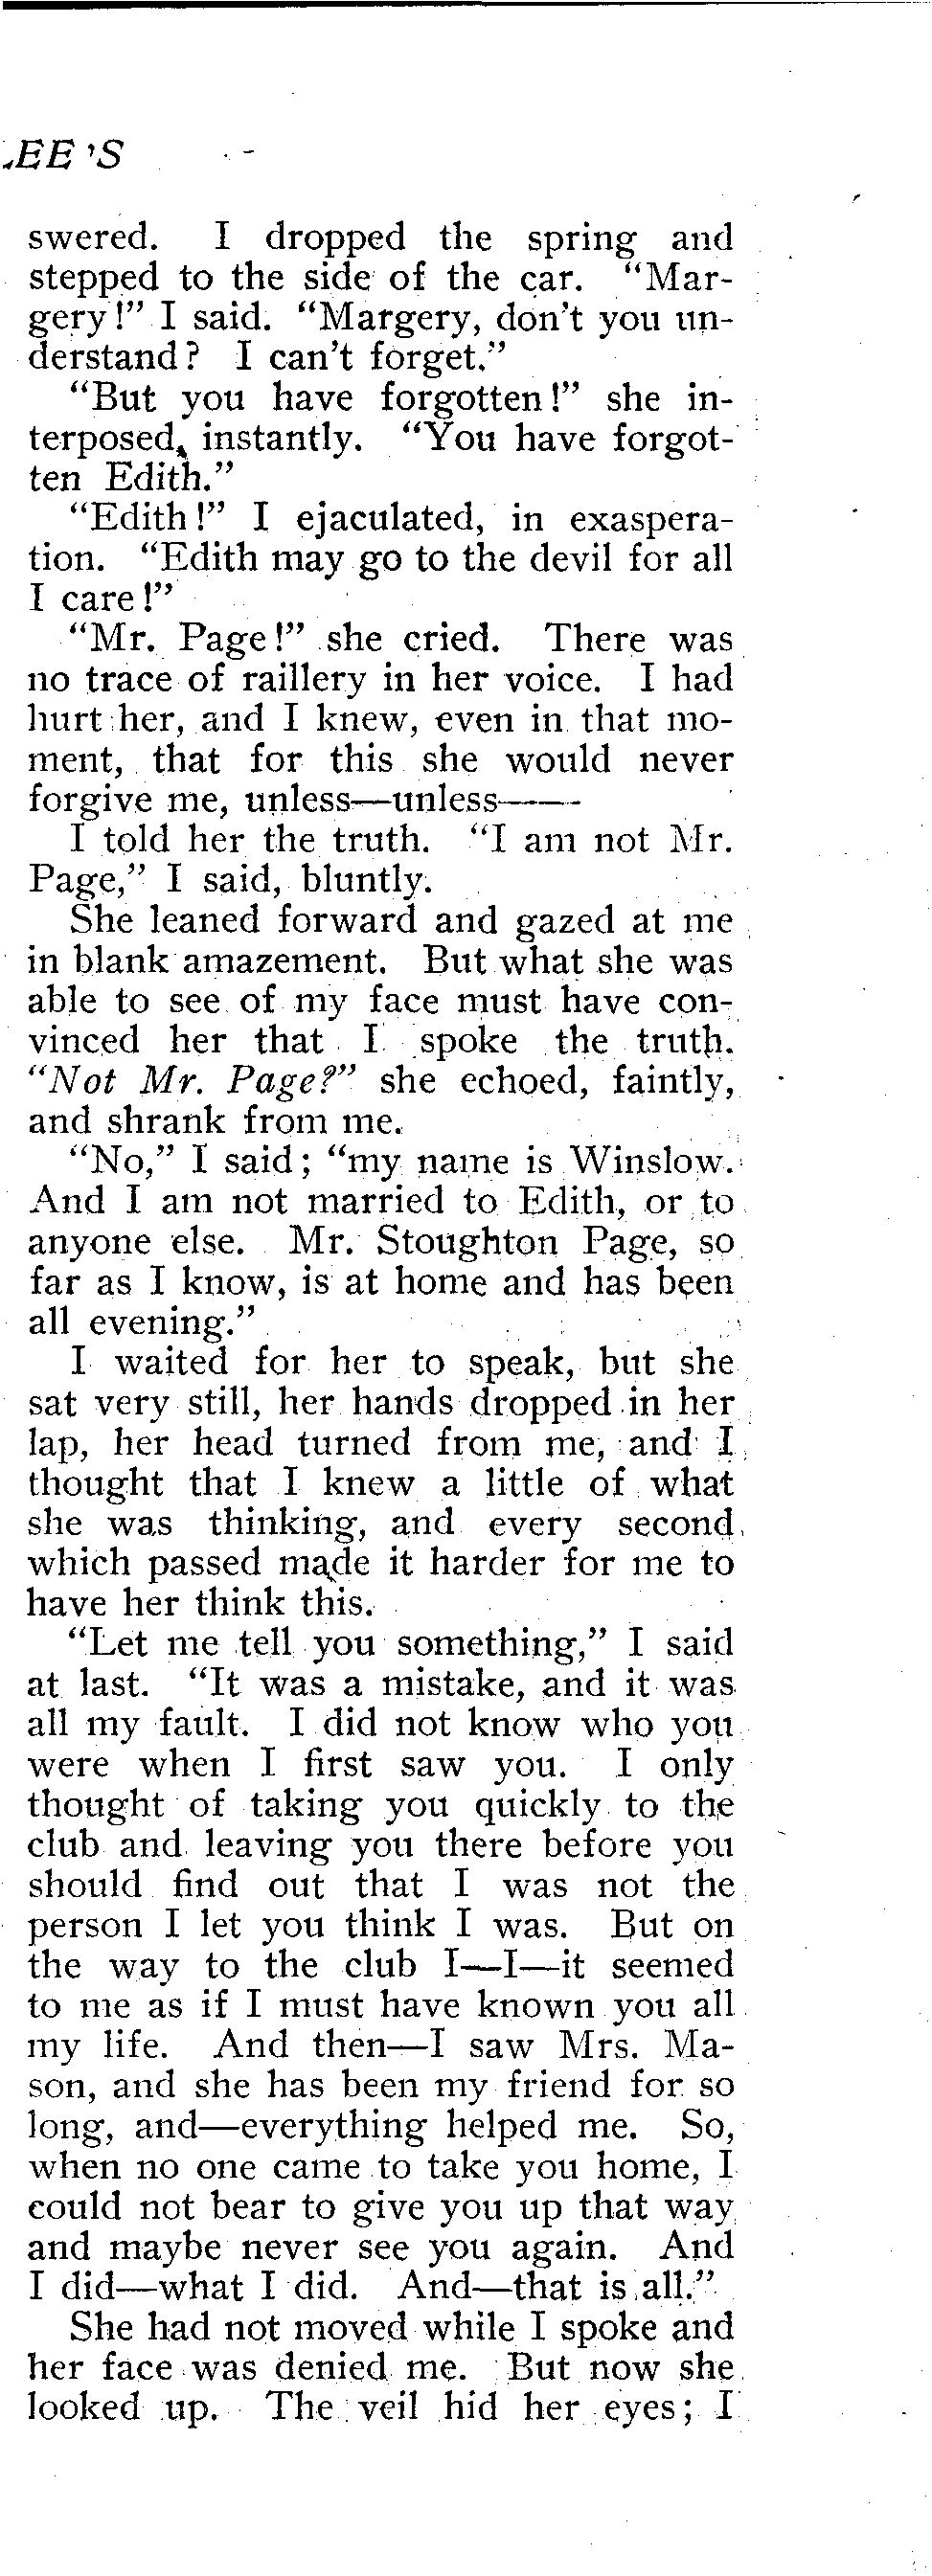 LEE'S
swered. I dropped the spring and
stepped to the side of the car. "Mar-
gery!" I said. "Margery, don't you un-
derstand? I can't forget."
"But you have forgotten!" she in-
terposed, instantly. "You have forgot-
ten Edith."
"Edith!" I ejaculated, in exaspera-
tion. "Edith may go to the devil for all
I care!"
"Mr. Page!" she cried. There was
no trace of raillery in her voice. I had
hurt her, and I knew, even in that mo-
ment, that for this she would never
forgive me, unless—unless——
I told her the truth. "I am not Mr.
Page," I said, bluntly.
She leaned forward and gazed at me
in blank amazement. But what she was
able to see of my face must have con-
vinced her that I spoke the truth.
"Not Mr. Page?" she echoed, faintly,
and shrank from me.
"No," I said; "my name is Winslow.
And I am not married to Edith, or to
anyone else. Mr. Stoughton Page, so
far as I know, is at home and has been
all evening."
I waited for her to speak, but she
sat very still, her hands dropped in her
lap, her head turned from me, and I
thought that I knew a little of what
she was thinking, and every second
which passed made it harder for me to
have her think this.
"Let me tell you something," I said
at last. "It was a mistake, and it was
all my fault. I did not know who you
were when I first saw you. I only
thought of taking you quickly to the
club and leaving you there before you
should find out that I was not the
person I let you think I was. But on
the way to the club I—I—it seemed
to me as if I must have known you all
my life. And then—I saw Mrs. Ma-
son, and she has been my friend for so
long, and—everything helped me. So,
when no one came to take you home, I
could not bear to give you up that way
and maybe never see you again. And
I did—what I did. And—that is all."
She had not moved while I spoke and
her face was denied me. But now she
looked up. The veil hid her eyes; I